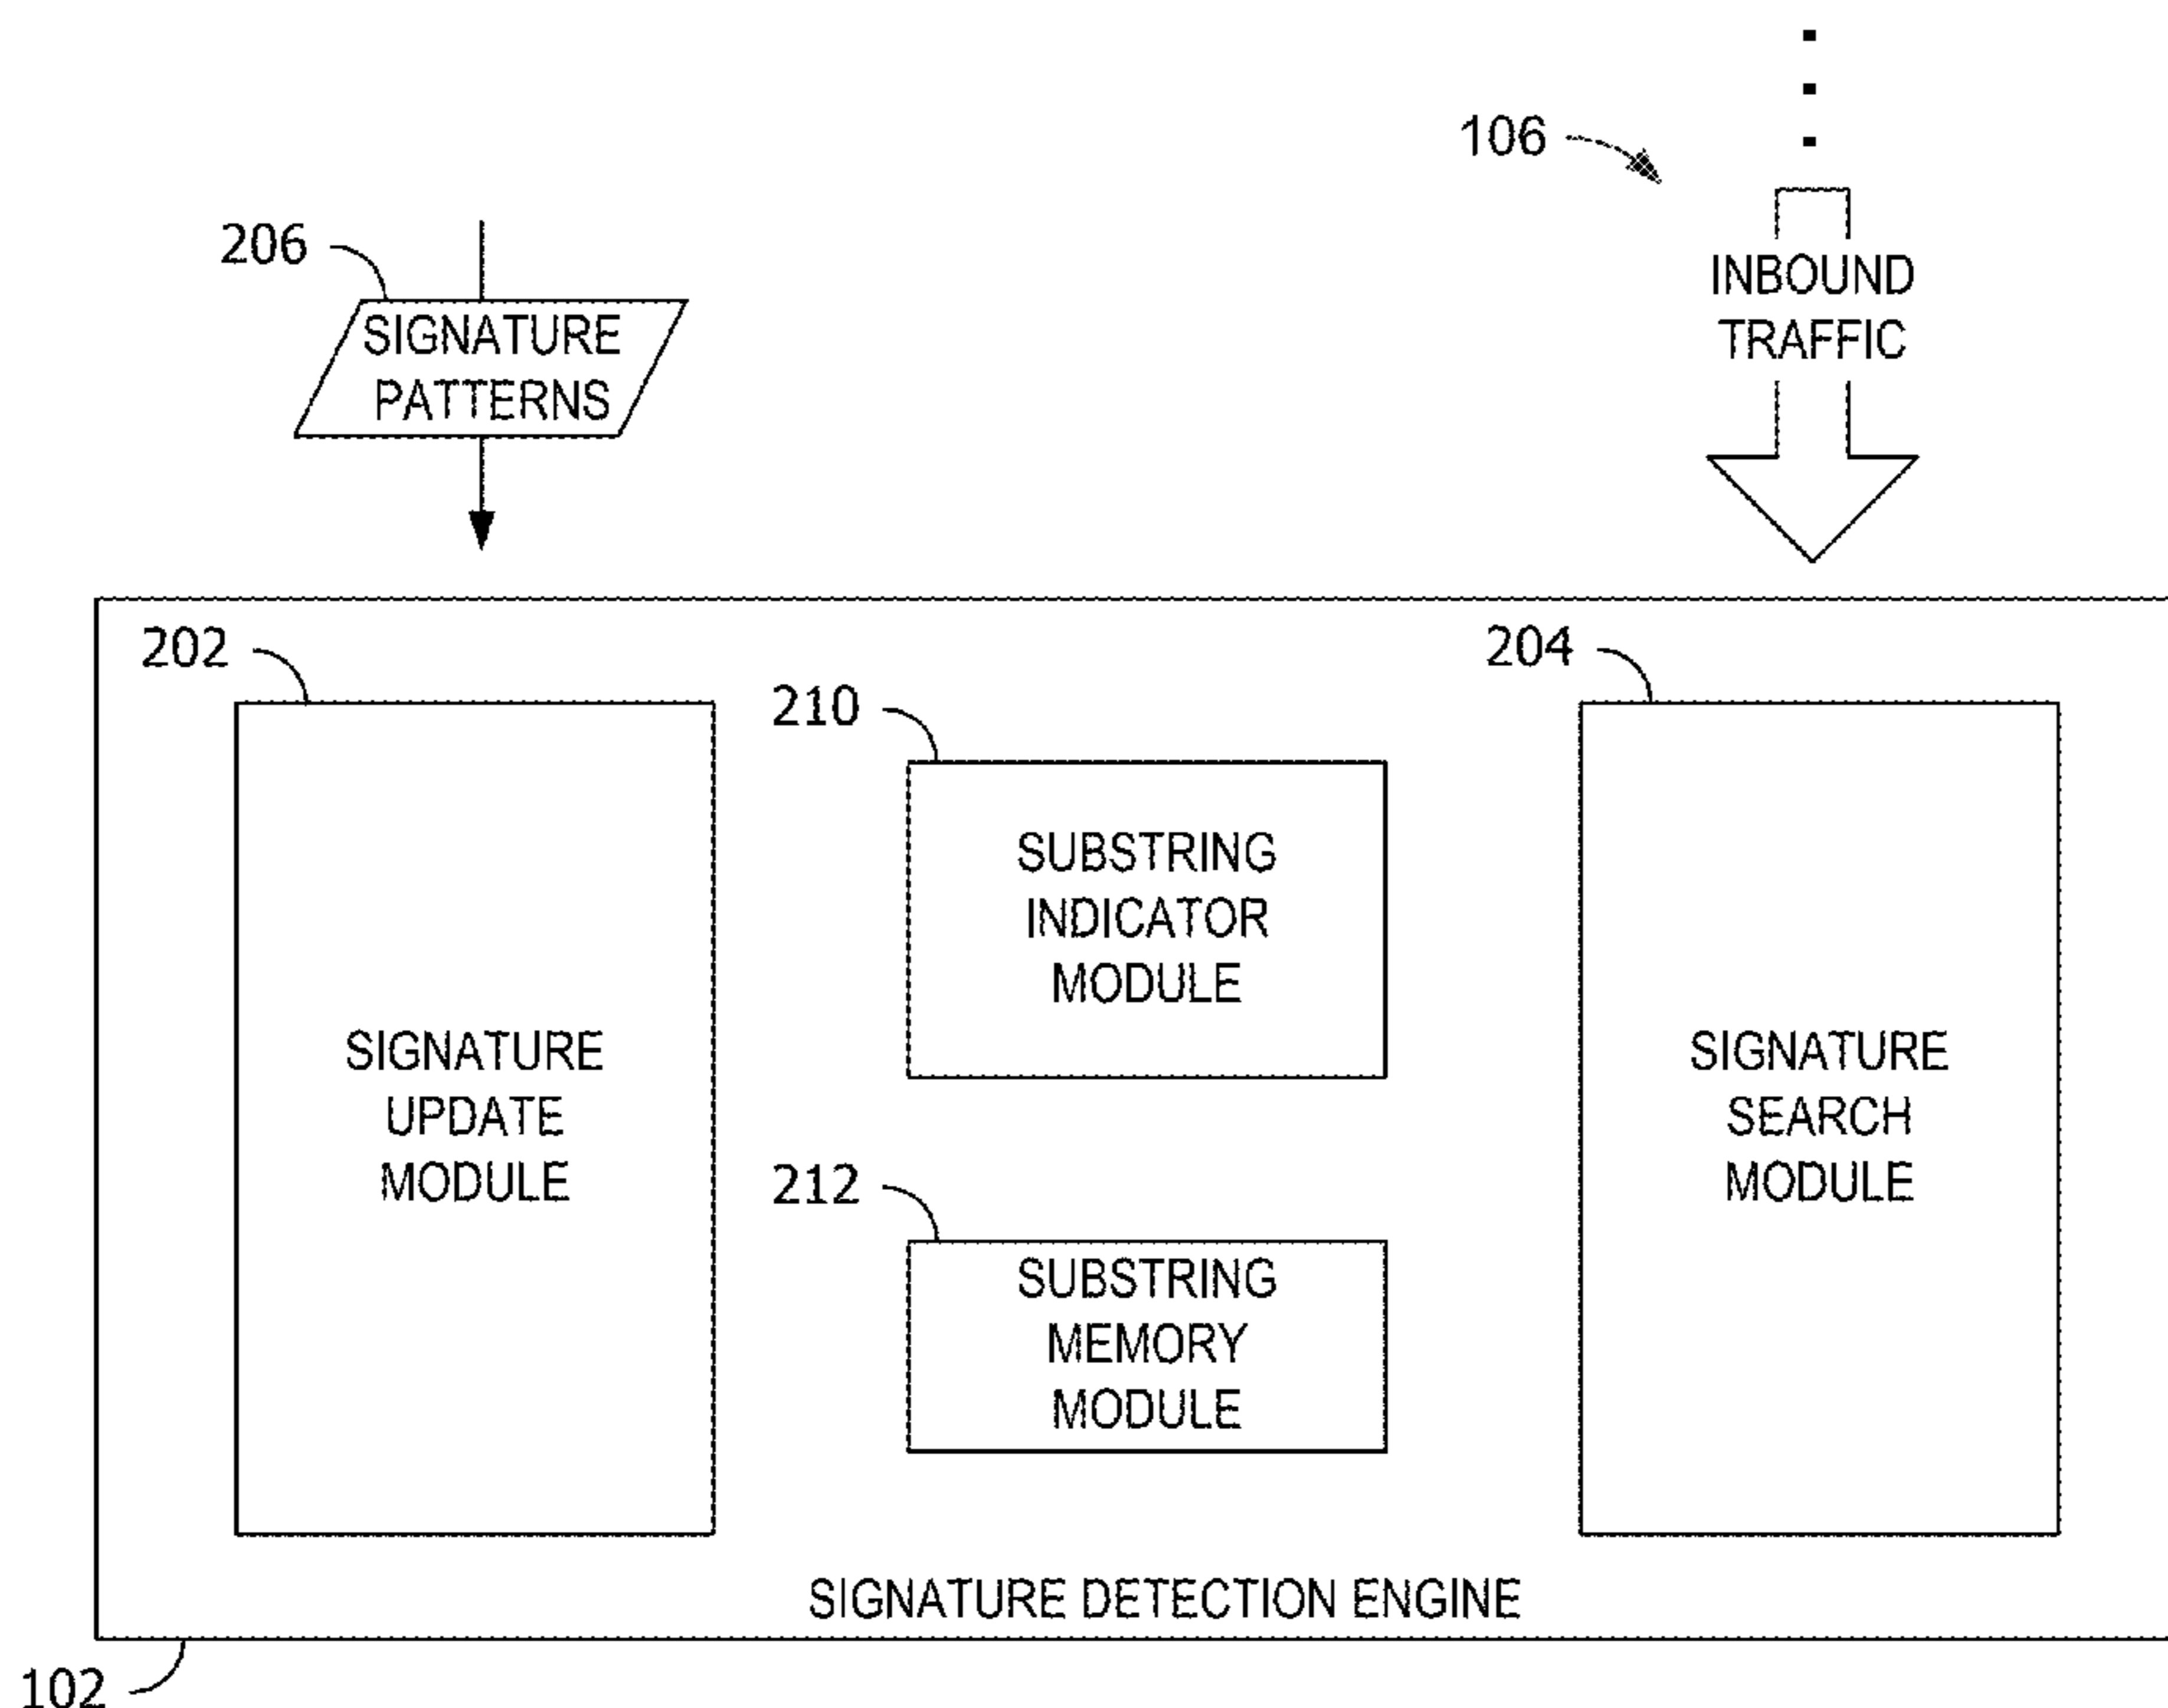 106
INBOUND
TRAFFIC
206
SIGNATURE
PATTERNS
202
SIGNATURE
UPDATE
MODULE
210
SUBSTRING
INDICATOR
MODULE
212
SUBSTRING
MEMORY
MODULE
204
SIGNATURE
SEARCH
MODULE
SIGNATURE DETECTION ENGINE
102